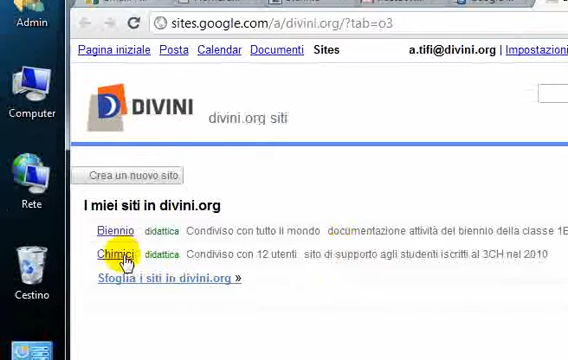 Admin
sites.google.com/a/divini.org/?tab=o3
Pagina iniziale Posta Calendar Documenti Sites a.tifi@divini.org | Impostazioni
Computer
DIVINI divini.org siti
Crea un nuovo sito
Rete
I miei siti in divini.org
Biennio didattica Condiviso con tutto il mondo documentazione attività del biennio della classe 1E
Chimici didattica Condiviso con 12 utenti sito di supporto agli studenti iscritti al 3CH nel 2010
Sfoglia i siti in divini.org »
Cestino